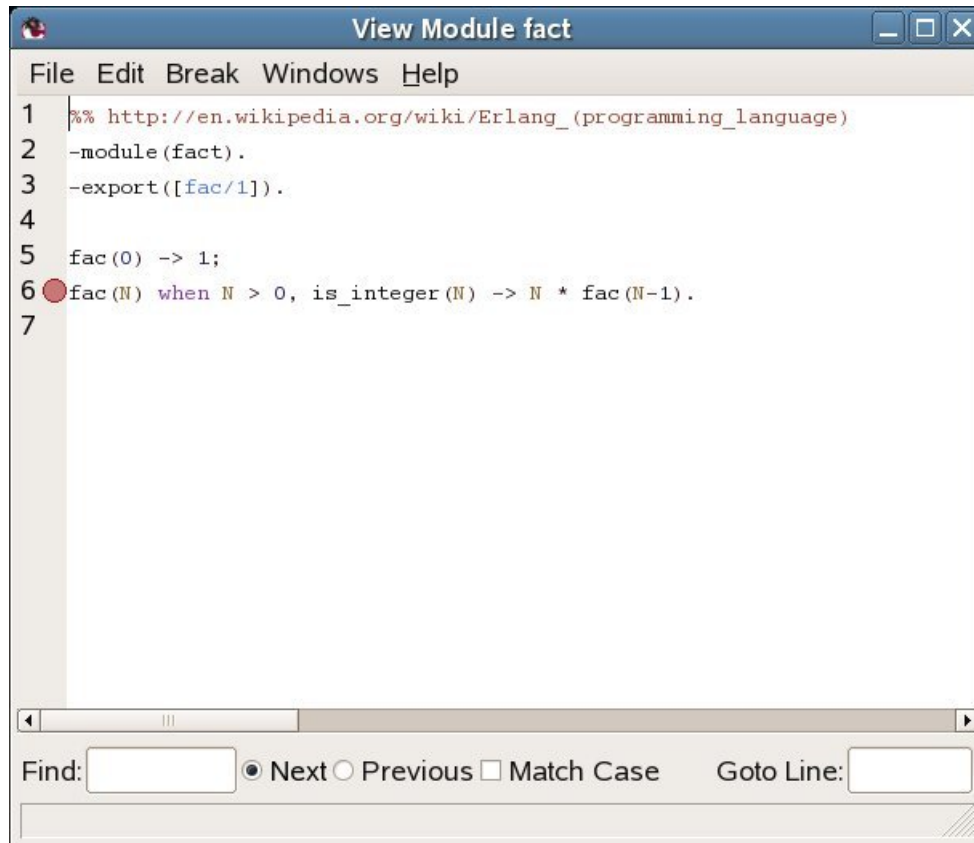 View Module fact
File Edit Break Windows Help
1 %% http://en.wikipedia.org/wiki/Erlang_(programming_language)
2 -module(fact).
3 -export([fac/1]).
4
5 fac(0) -> 1;
6 fac(N) when N > 0, is_integer(N) -> N * fac(N-1).
7
Find: Next Previous Match Case Goto Line: